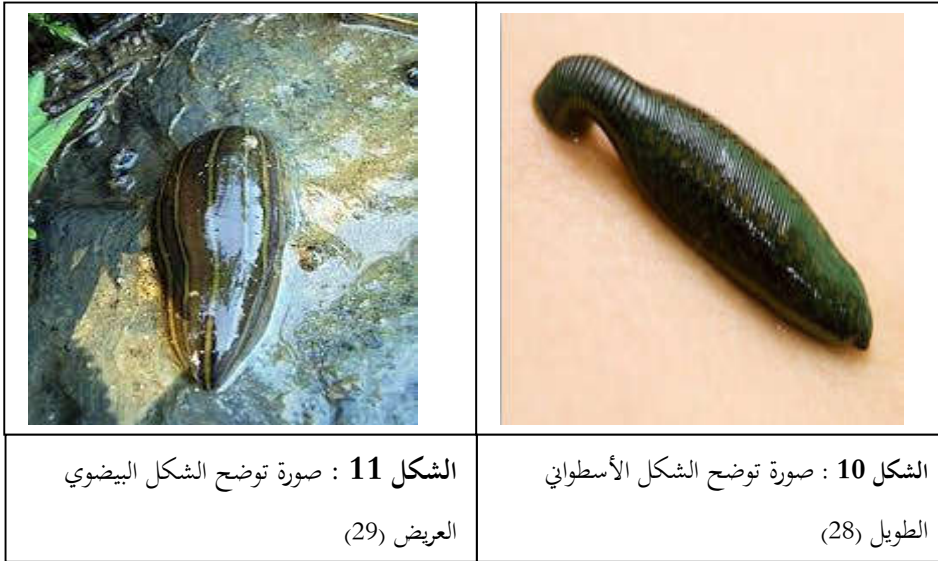 الشكل 10 : صورة توضح الشكل الأسطواني
الطويل (28)
الشكل 11 : صورة توضح الشكل البيضوي
العريض (29)